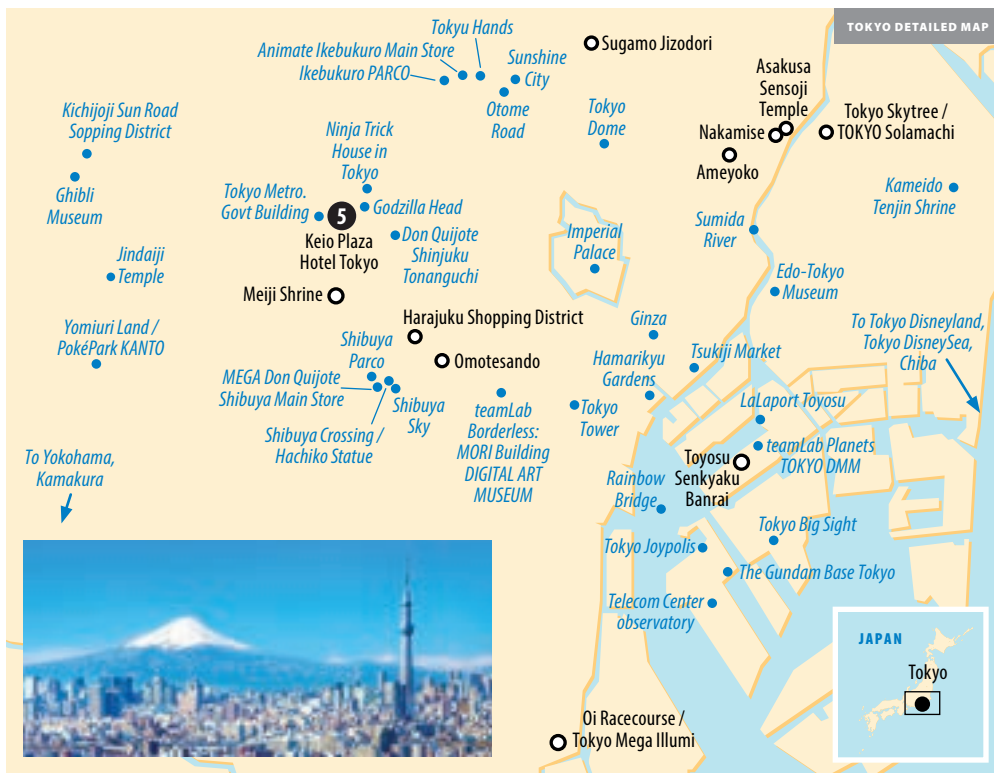 TOKYO DETAILED MAP
Tokyu Hands
Animate Ikebukuro Main Store
Ikebukuro PARCO
Sunshine
City
Otome
Road
Sugamo Jizodori
Asakusa
Sensoji
Temple
Nakamise
Ameyoko
Tokyo Skytree /
TOKYO Solamachi
Kichijoji Sun Road
Sopping District
Ghibli
Museum
Ninja Trick
House in
Tokyo
Tokyo
Dome
Tokyo Metro.
Govt Building
5
Godzilla Head
Keio Plaza
Hotel Tokyo
Don Quijote
Shinjuku
Tonanguchi
Kameido
Tenjin Shrine
Sumida
River
Imperial
Palace
Jindaiji
Temple
Edo-Tokyo
Museum
Meiji Shrine
Yomiuri Land /
PokéPark KANTO
Harajuku Shopping District
Omotesando
Ginza
To Tokyo Disneyland,
Tokyo DisneySea,
Chiba
Shibuya
Parco
MEGA Don Quijote
Shibuya Main Store
Shibuya Crossing /
Hachiko Statue
Shibuya
Sky
Hamarikyu
Gardens
Tsukiji Market
teamLab
Borderless:
MORI Building
DIGITAL ART
MUSEUM
Tokyo
Tower
LaLaport Toyosu
teamLab Planets
TOKYO DMM
Toyosu
Senkyaku
Banrai
To Yokohama,
Kamakura
Rainbow
Bridge
Tokyo Big Sight
Tokyo Joypolis
The Gundam Base Tokyo
Telecom Center
observatory
Oi Racecourse /
Tokyo Mega Illumi
JAPAN
Tokyo